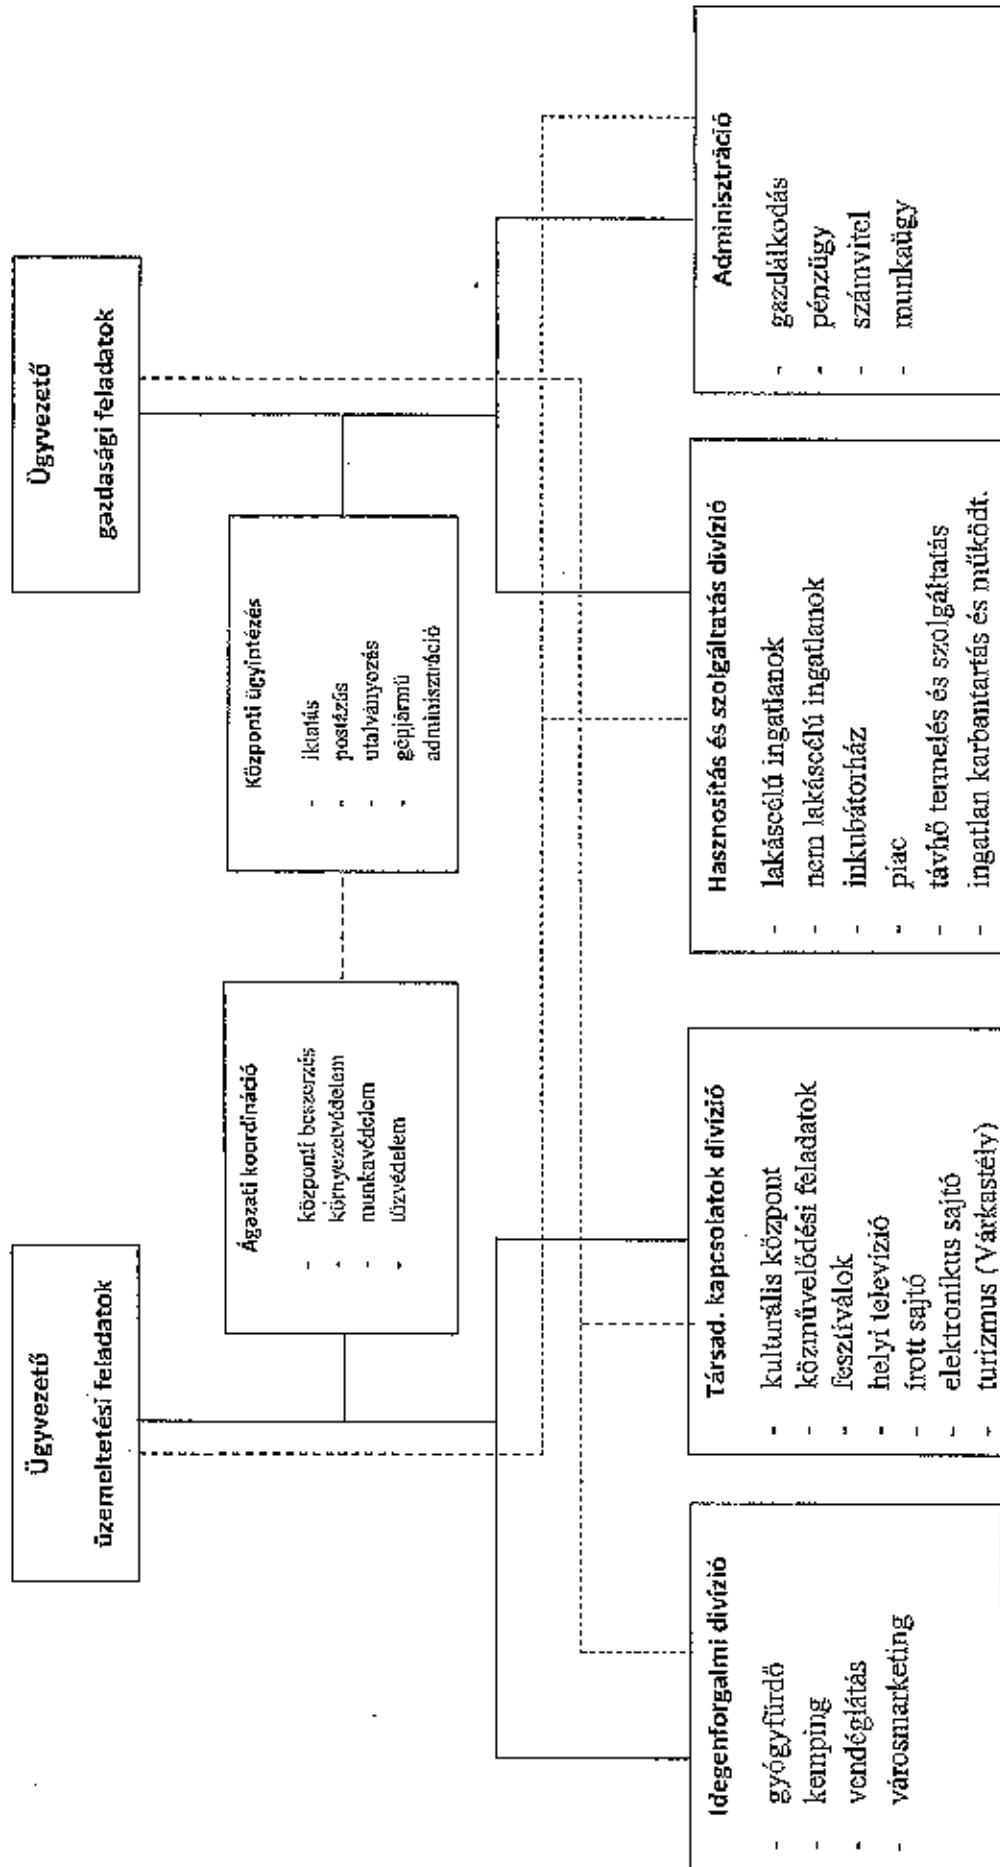 Ügyvezető
üzemeltetési feladatok
Ügyvezető
gazdasági feladatok
Ágazati koordináció
- központi beszerzés
- környezetvédelem
- munkavédelem
- tűzvédelem
Központi ügyintézés
- iktatás
- postázás
- utalványozás
- gépjármű
adminisztráció
Idegenforgalmi divízió
- gyógyfürdő
- kemping
- vendéglátás
- városmarketing
Társad. kapcsolatok divízió
- kulturális központ
- közművelődési feladatok
- fesztiválok
- helyi televízió
- írott sajtó
- elektronikus sajtó
- turizmus (Várkastély)
Hasznosítás és szolgáltatás divízió
- lakáscélú ingatlanok
- nem lakáscélú ingatlanok
- inkubátorház
- piac
- távhő termelés és szolgáltatás
- ingatlan karbantartás és működt.
Adminisztráció
- gazdálkodás
- pénzügy
- számvitel
- munkaügy